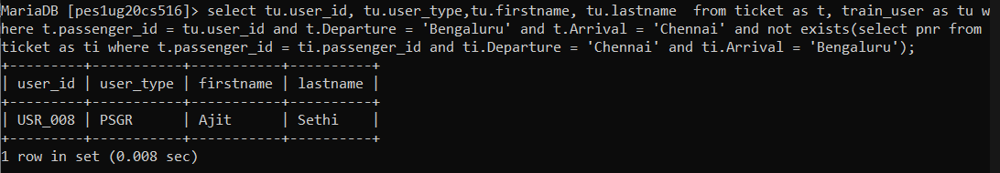 MariaDB [pes1ug20cs516]> select tu.user_id, tu.user_type,tu.firstname, tu.lastname  from ticket as t, train_user as tu w
here t.passenger_id = tu.user_id and t.Departure = 'Bengaluru' and t.Arrival = 'Chennai' and not exists(select pnr from
ticket as ti where t.passenger_id = ti.passenger_id and ti.Departure = 'Chennai' and ti.Arrival = 'Bengaluru');
+---------+-----------+-----------+----------+
| user_id | user_type | firstname | lastname |
+---------+-----------+-----------+----------+
| USR_008 | PSGR      | Ajit      | Sethi    |
+---------+-----------+-----------+----------+
1 row in set (0.008 sec)